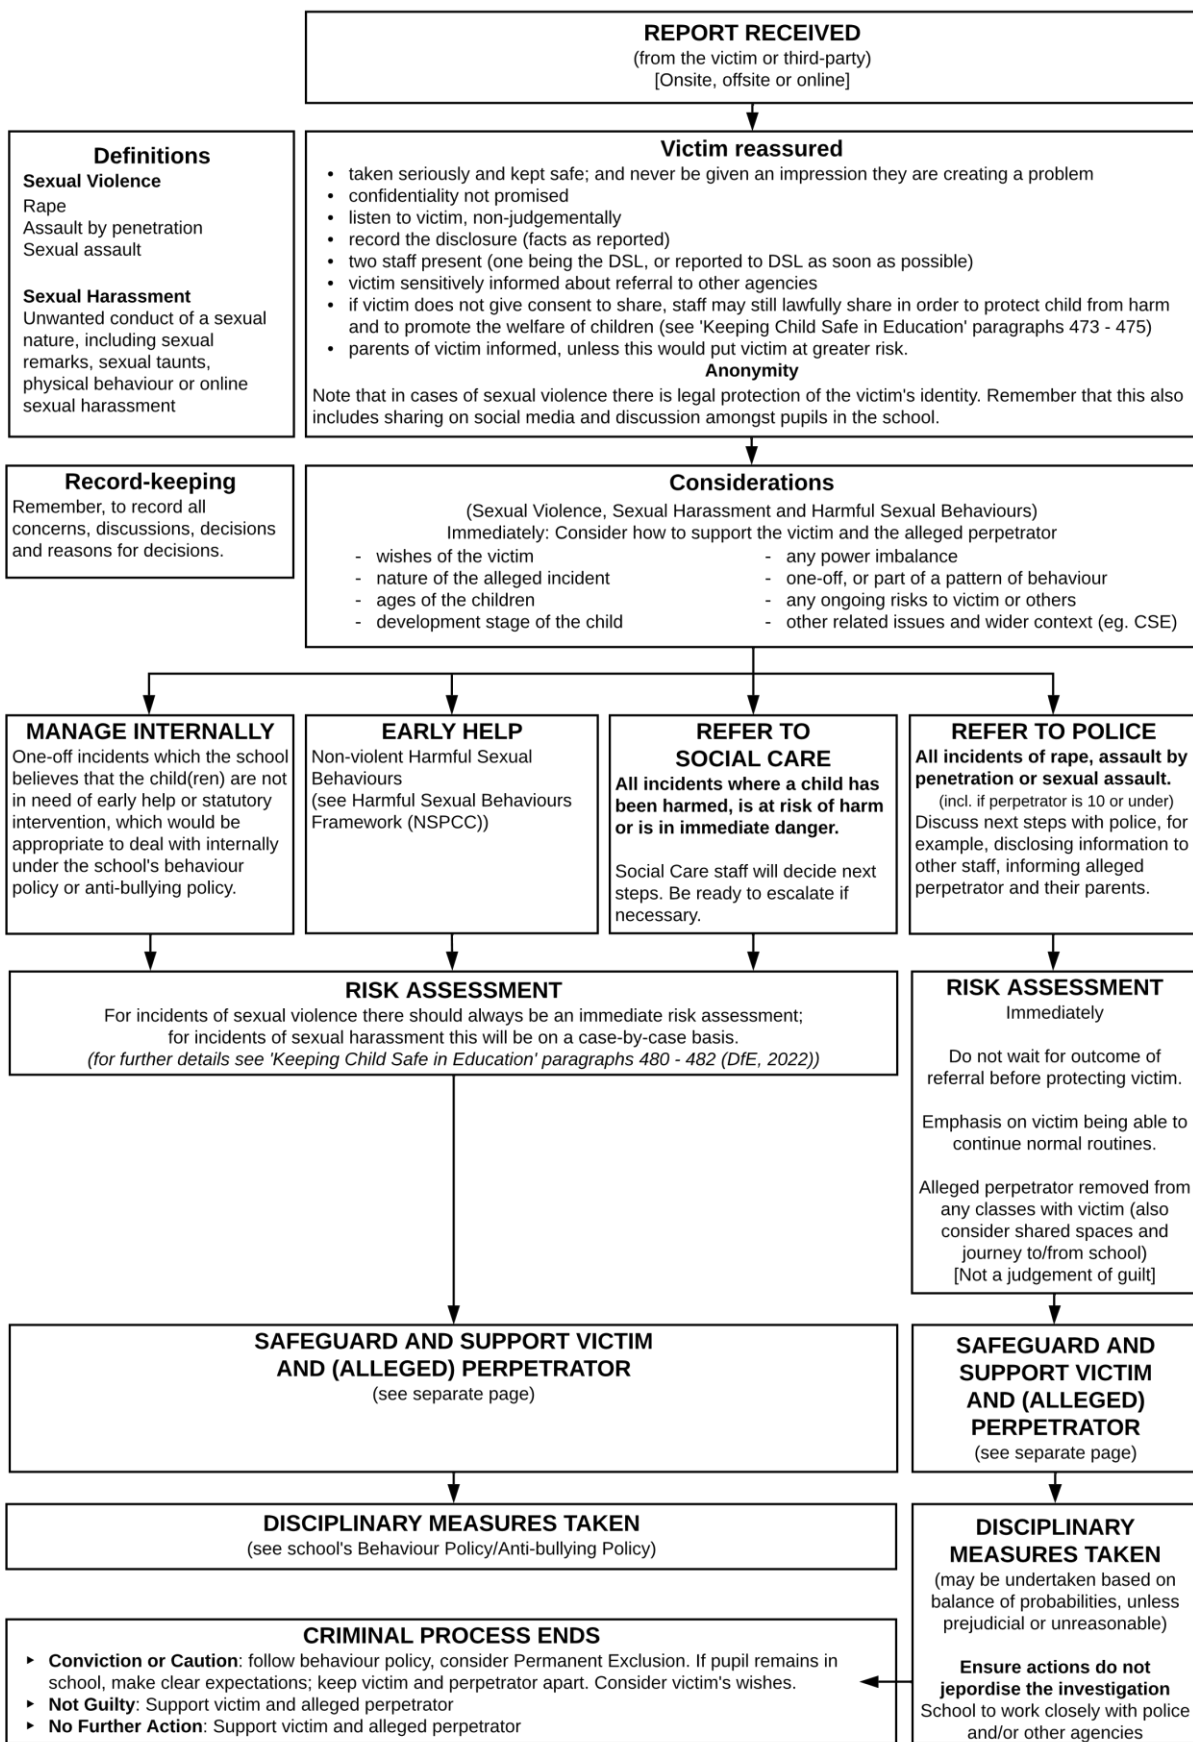 REPORT RECEIVED
(from the victim or third-party)
[Onsite, offsite or online]
Definitions
Sexual Violence
Rape
Assault by penetration
Sexual assault
Sexual Harassment
Unwanted conduct of a sexual
nature, including sexual
remarks, sexual taunts,
physical behaviour or online
sexual harassment
Victim reassured
• taken seriously and kept safe; and never be given an impression they are creating a problem
• confidentiality not promised
• listen to victim, non-judgementally
• record the disclosure (facts as reported)
• two staff present (one being the DSL, or reported to DSL as soon as possible)
• victim sensitively informed about referral to other agencies
• if victim does not give consent to share, staff may still lawfully share in order to protect child from harm
and to promote the welfare of children (see 'Keeping Child Safe in Education' paragraphs 473 - 475)
• parents of victim informed, unless this would put victim at greater risk.
Anonymity
Note that in cases of sexual violence there is legal protection of the victim's identity. Remember that this also
includes sharing on social media and discussion amongst pupils in the school.
Record-keeping
Remember, to record all
concerns, discussions, decisions
and reasons for decisions.
Considerations
(Sexual Violence, Sexual Harassment and Harmful Sexual Behaviours)
Immediately: Consider how to support the victim and the alleged perpetrator
- wishes of the victim
- nature of the alleged incident
- ages of the children
- development stage of the child
- any power imbalance
- one-off, or part of a pattern of behaviour
- any ongoing risks to victim or others
- other related issues and wider context (eg. CSE)
MANAGE INTERNALLY
One-off incidents which the school
believes that the child(ren) are not
in need of early help or statutory
intervention, which would be
appropriate to deal with internally
under the school's behaviour
policy or anti-bullying policy.
EARLY HELP
Non-violent Harmful Sexual
Behaviours
(see Harmful Sexual Behaviours
Framework (NSPCC))
REFER TO
SOCIAL CARE
All incidents where a child has
been harmed, is at risk of harm
or is in immediate danger.
Social Care staff will decide next
steps. Be ready to escalate if
necessary.
REFER TO POLICE
All incidents of rape, assault by
penetration or sexual assault.
(incl. if perpetrator is 10 or under)
Discuss next steps with police, for
example, disclosing information to
other staff, informing alleged
perpetrator and their parents.
RISK ASSESSMENT
For incidents of sexual violence there should always be an immediate risk assessment;
for incidents of sexual harassment this will be on a case-by-case basis.
(for further details see 'Keeping Child Safe in Education' paragraphs 480 - 482 (DfE, 2022))
RISK ASSESSMENT
Immediately
Do not wait for outcome of
referral before protecting victim.
Emphasis on victim being able to
continue normal routines.
Alleged perpetrator removed from
any classes with victim (also
consider shared spaces and
journey to/from school)
[Not a judgement of guilt]
SAFEGUARD AND SUPPORT VICTIM
AND (ALLEGED) PERPETRATOR
(see separate page)
SAFEGUARD AND
SUPPORT VICTIM
AND (ALLEGED)
PERPETRATOR
(see separate page)
DISCIPLINARY MEASURES TAKEN
(see school's Behaviour Policy/Anti-bullying Policy)
DISCIPLINARY
MEASURES TAKEN
(may be undertaken based on
balance of probabilities, unless
prejudicial or unreasonable)
Ensure actions do not
jepordise the investigation
School to work closely with police
and/or other agencies
CRIMINAL PROCESS ENDS
▸ Conviction or Caution: follow behaviour policy, consider Permanent Exclusion. If pupil remains in
school, make clear expectations; keep victim and perpetrator apart. Consider victim's wishes.
▸ Not Guilty: Support victim and alleged perpetrator
▸ No Further Action: Support victim and alleged perpetrator